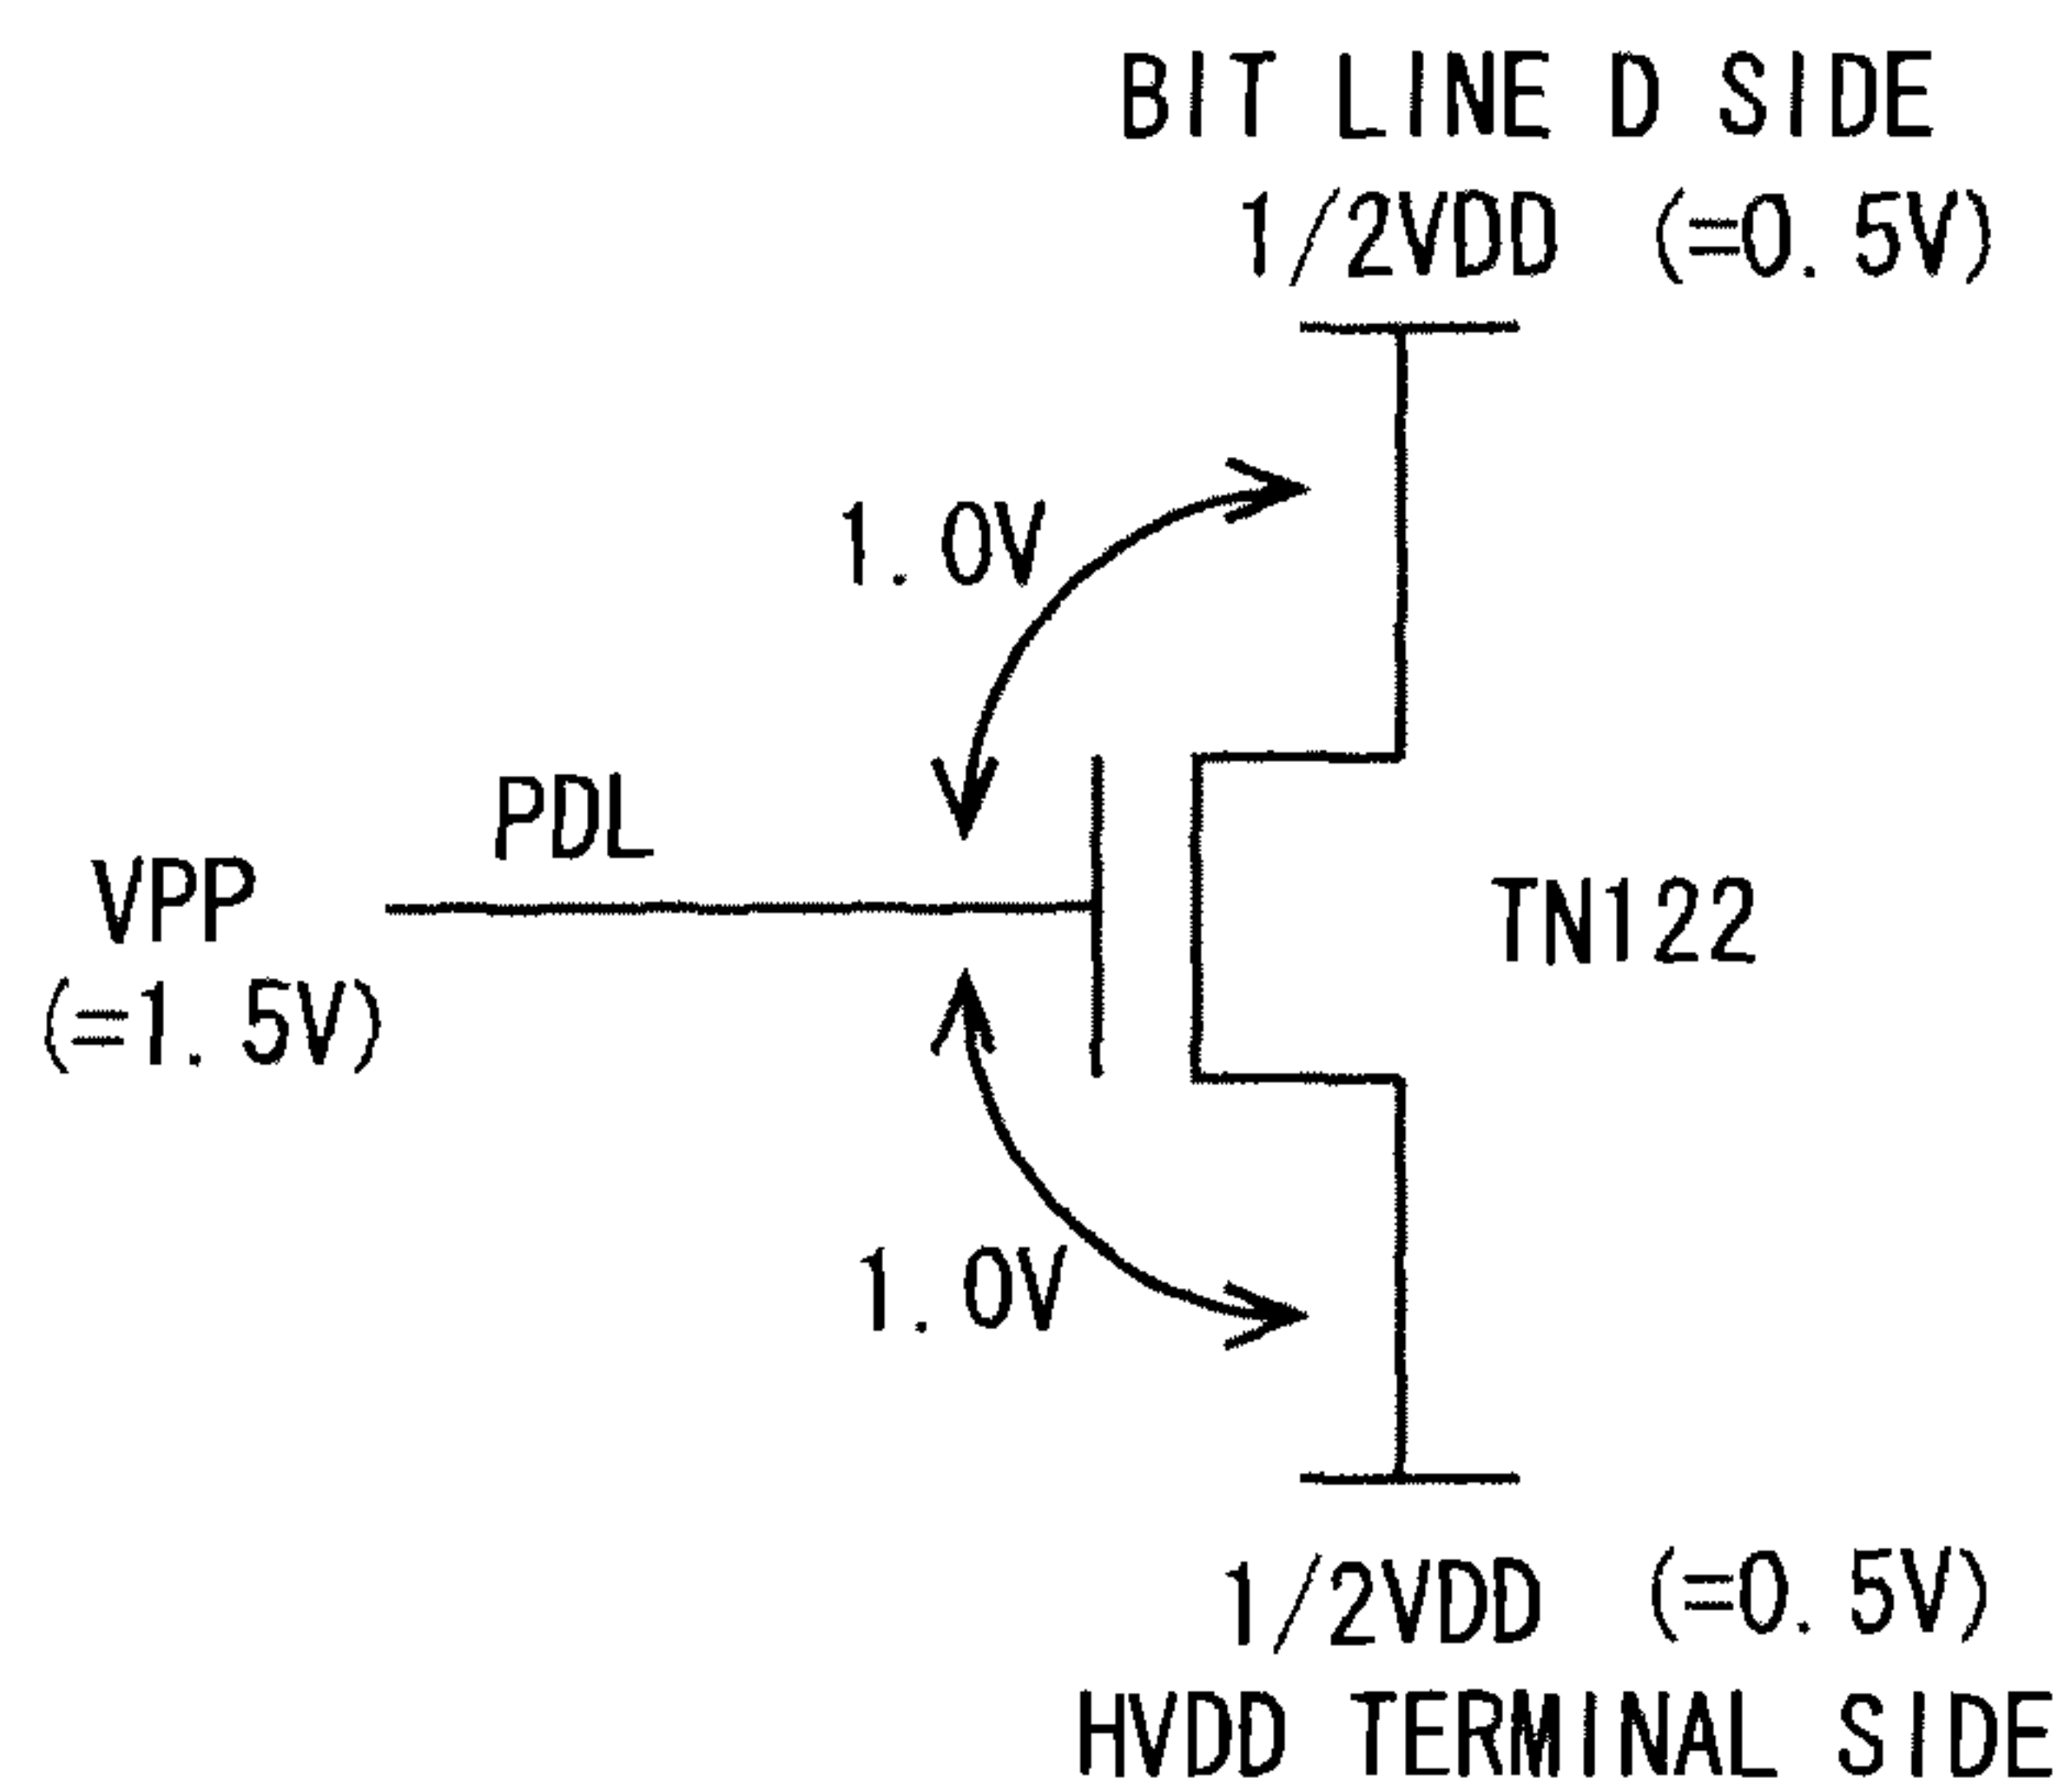 BIT LINE D SIDE
1/2VDD (=0.5V)
1.0V
PDL
VPP
(=1.5V)
TN122
1.0V
1/2VDD (=0.5V)
HVDD TERMINAL SIDE